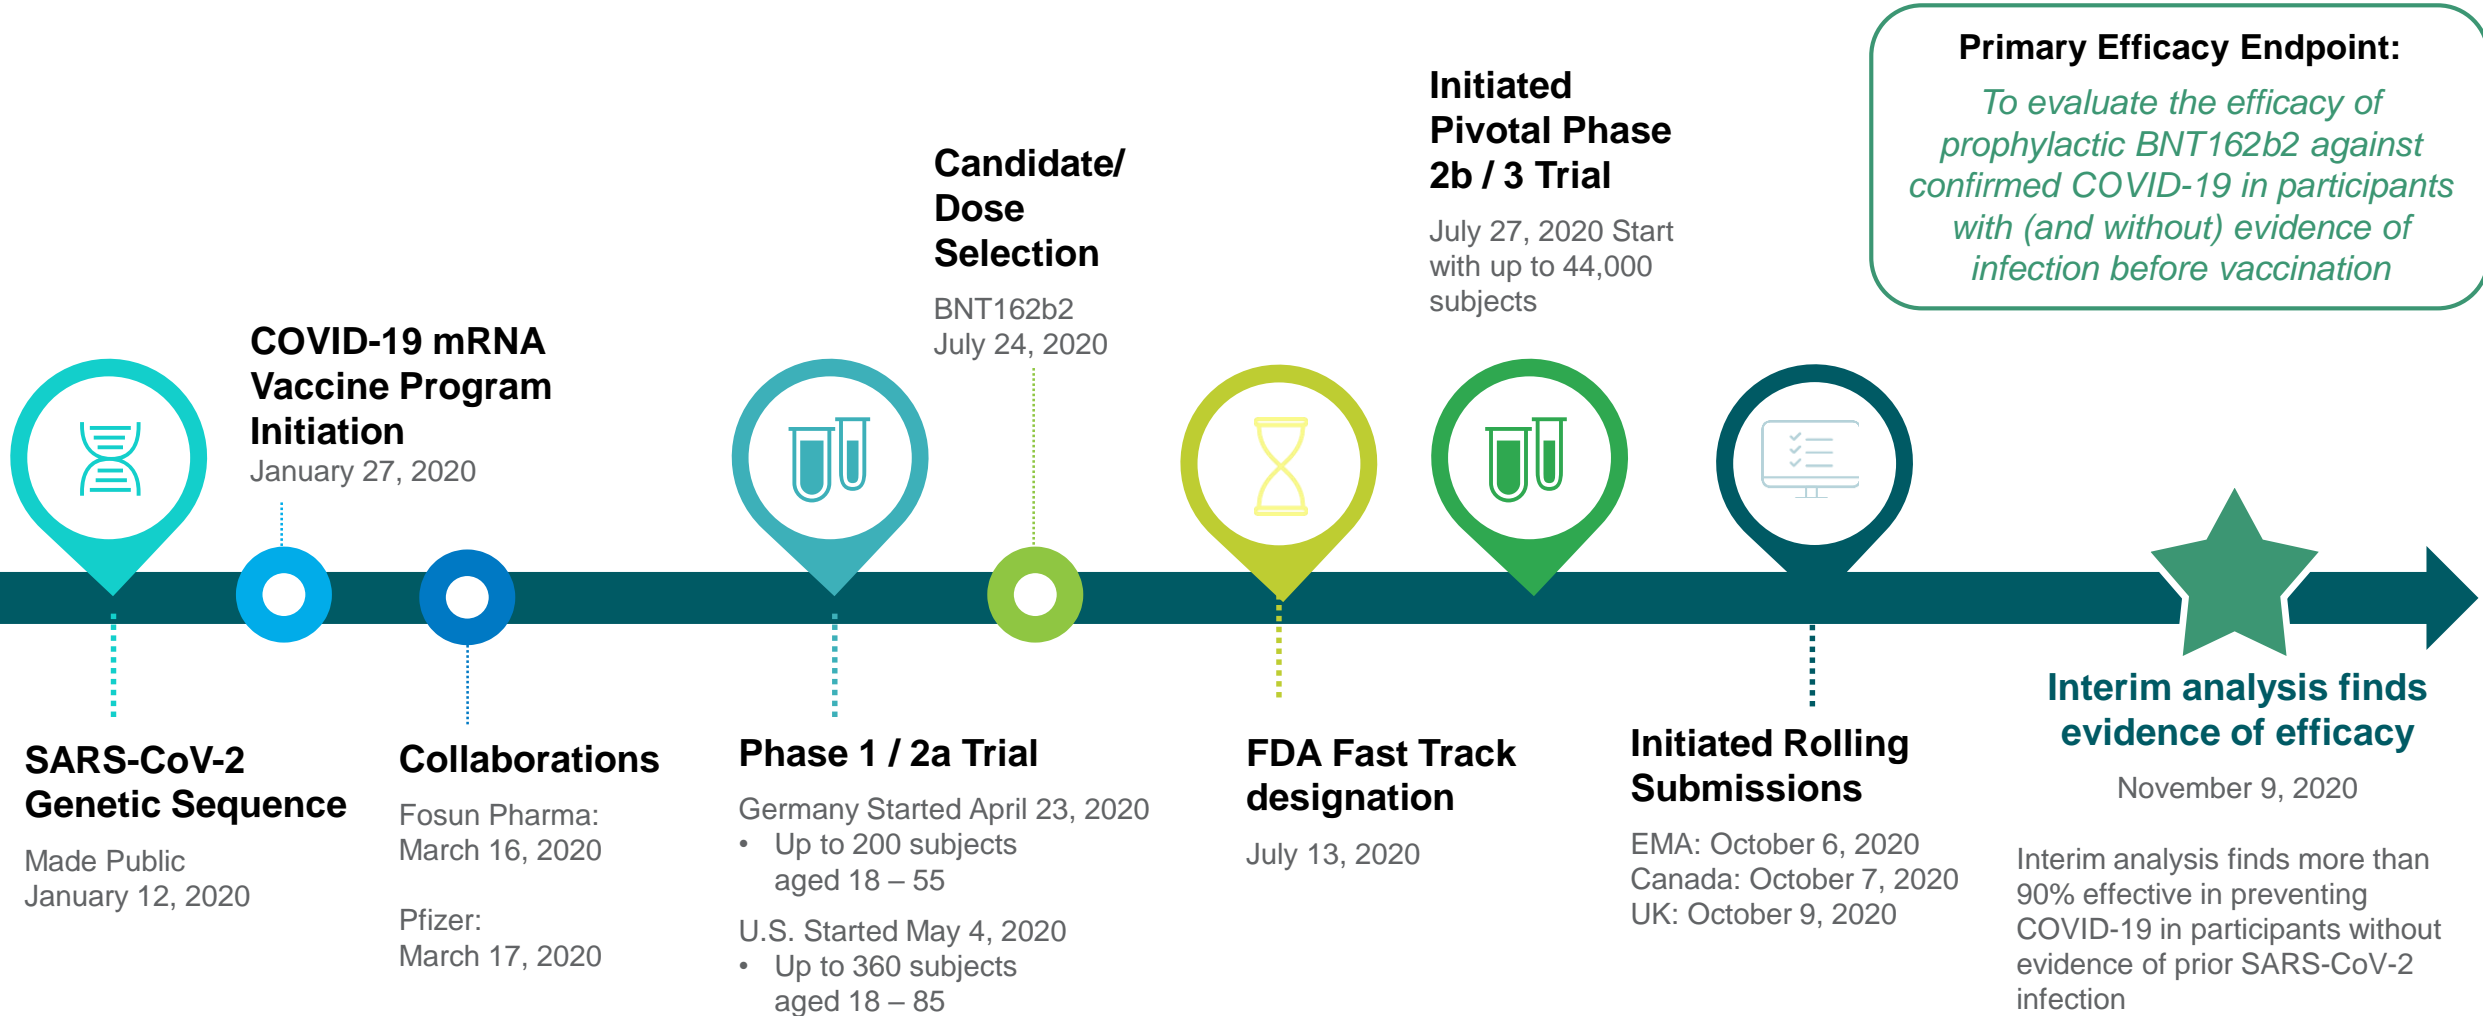 Primary Efficacy Endpoint:
To evaluate the efficacy of
prophylactic BNT162b2 against
confirmed COVID-19 in participants
with (and without) evidence of
infection before vaccination
Initiated
Pivotal Phase
2b / 3 Trial
July 27, 2020 Start
with up to 44,000
subjects
Candidate/
Dose
Selection
BNT162b2
July 24, 2020
COVID-19 mRNA
Vaccine Program
Initiation
January 27, 2020
SARS-CoV-2
Genetic Sequence
Made Public
January 12, 2020
Collaborations
Fosun Pharma:
March 16, 2020
Pfizer:
March 17, 2020
Phase 1 / 2a Trial
Germany Started April 23, 2020
• Up to 200 subjects
aged 18 – 55
U.S. Started May 4, 2020
• Up to 360 subjects
aged 18 – 85
FDA Fast Track
designation
July 13, 2020
Initiated Rolling
Submissions
EMA: October 6, 2020
Canada: October 7, 2020
UK: October 9, 2020
Interim analysis finds
evidence of efficacy
November 9, 2020
Interim analysis finds more than
90% effective in preventing
COVID-19 in participants without
evidence of prior SARS-CoV-2
infection